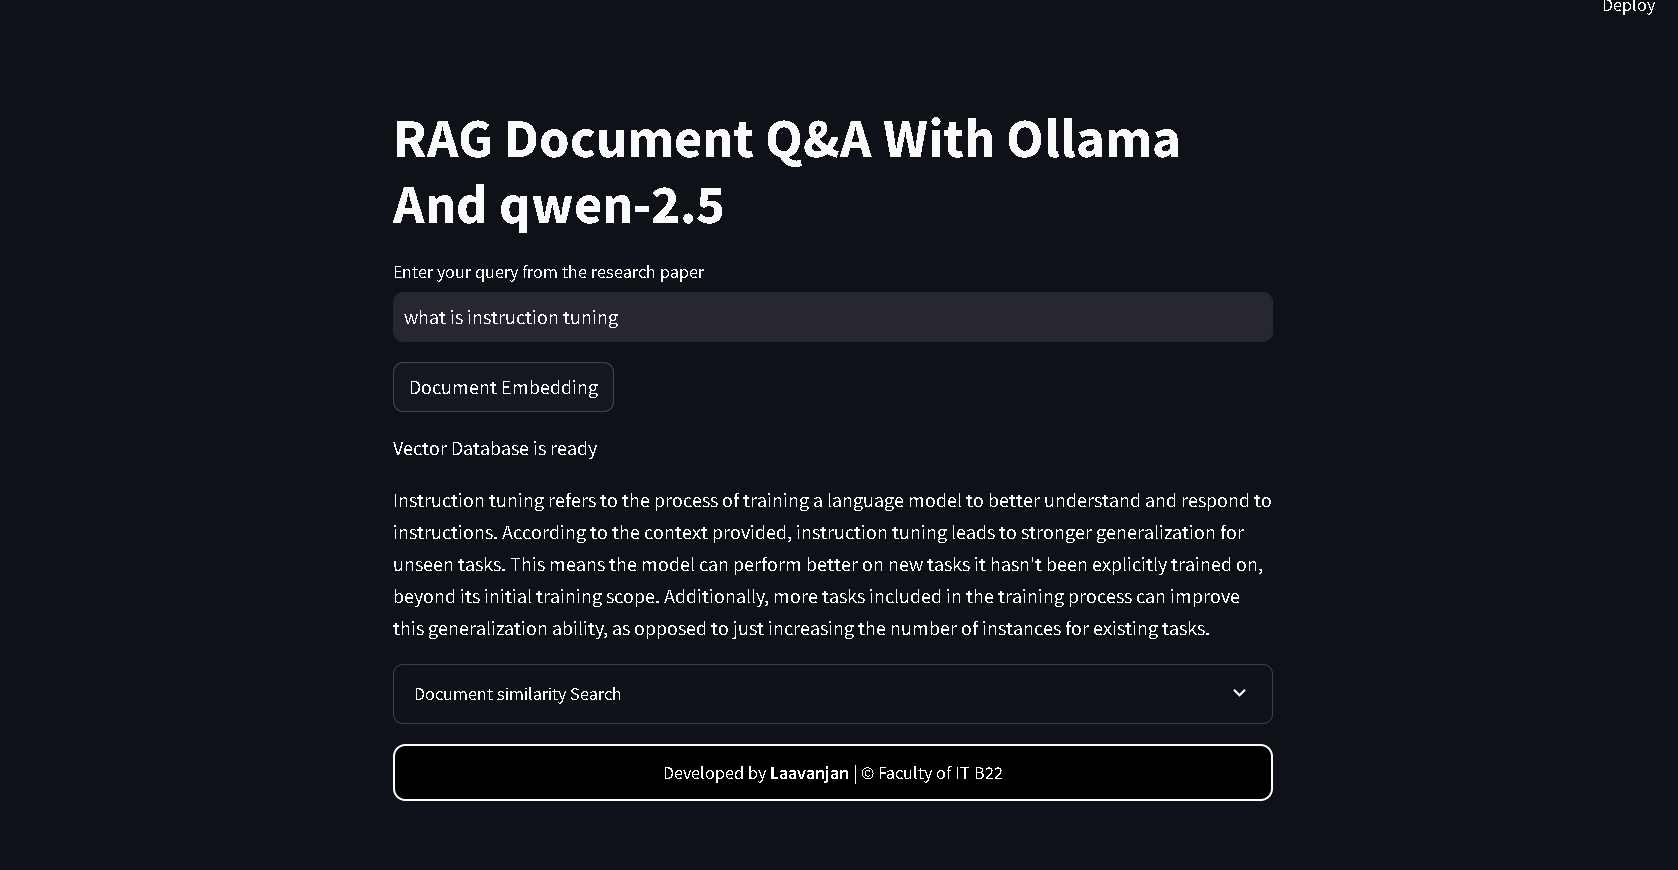 Deploy
RAG Document Q&A With Ollama
And qwen-2.5
Enter your query from the research paper
what is instruction tuning
Document Embedding
Vector Database is ready
Instruction tuning refers to the process of training a language model to better understand and respond to
instructions. According to the context provided, instruction tuning leads to stronger generalization for
unseen tasks. This means the model can perform better on new tasks it hasn't been explicitly trained on,
beyond its initial training scope. Additionally, more tasks included in the training process can improve
this generalization ability, as opposed to just increasing the number of instances for existing tasks.
Document similarity Search
Developed by Laavanjan | © Faculty of IT B22